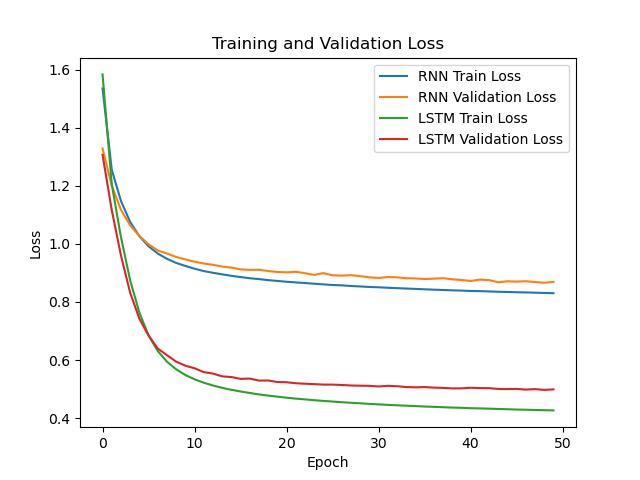 Training and Validation Loss
RNN Train Loss
RNN Validation Loss
LSTM Train Loss
LSTM Validation Loss
Loss
1.6
1.4
1.2
1.0
0.8
0.6
0.4
0 10 20 30 40 50
Epoch